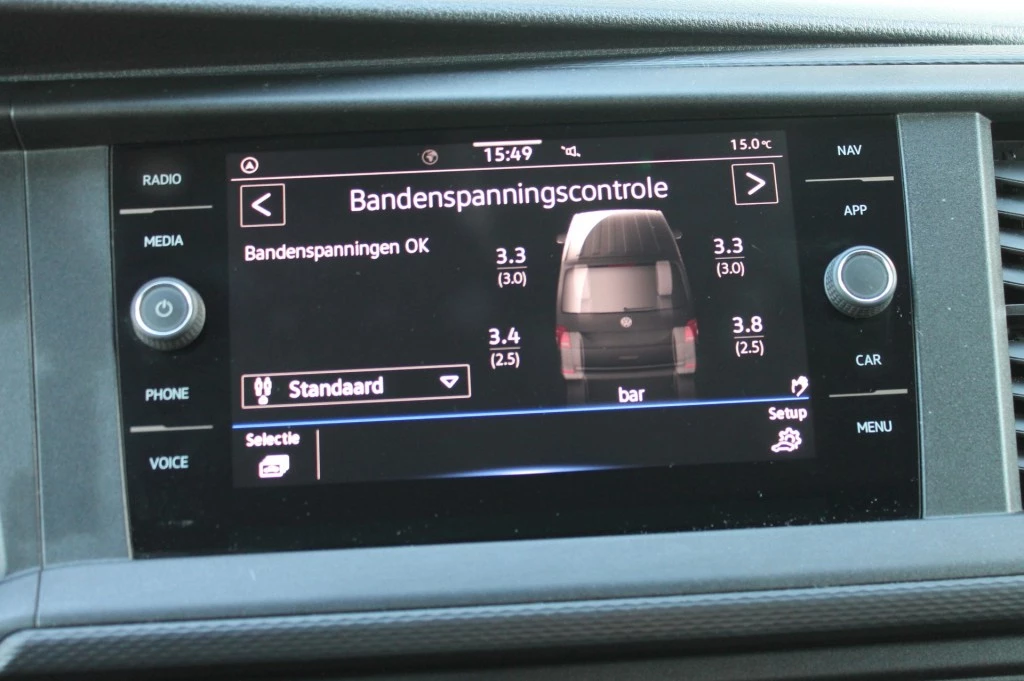 RADIO
MEDIA
PHONE
VOICE
15:49
15.0°C
<
Bandenspanningscontrole
>
Bandenspanningen OK
3.3
(3.0)
3.3
(3.0)
3.4
(2.5)
3.8
(2.5)
Standaard
bar
Selectie
Setup
NAV
APP
CAR
MENU